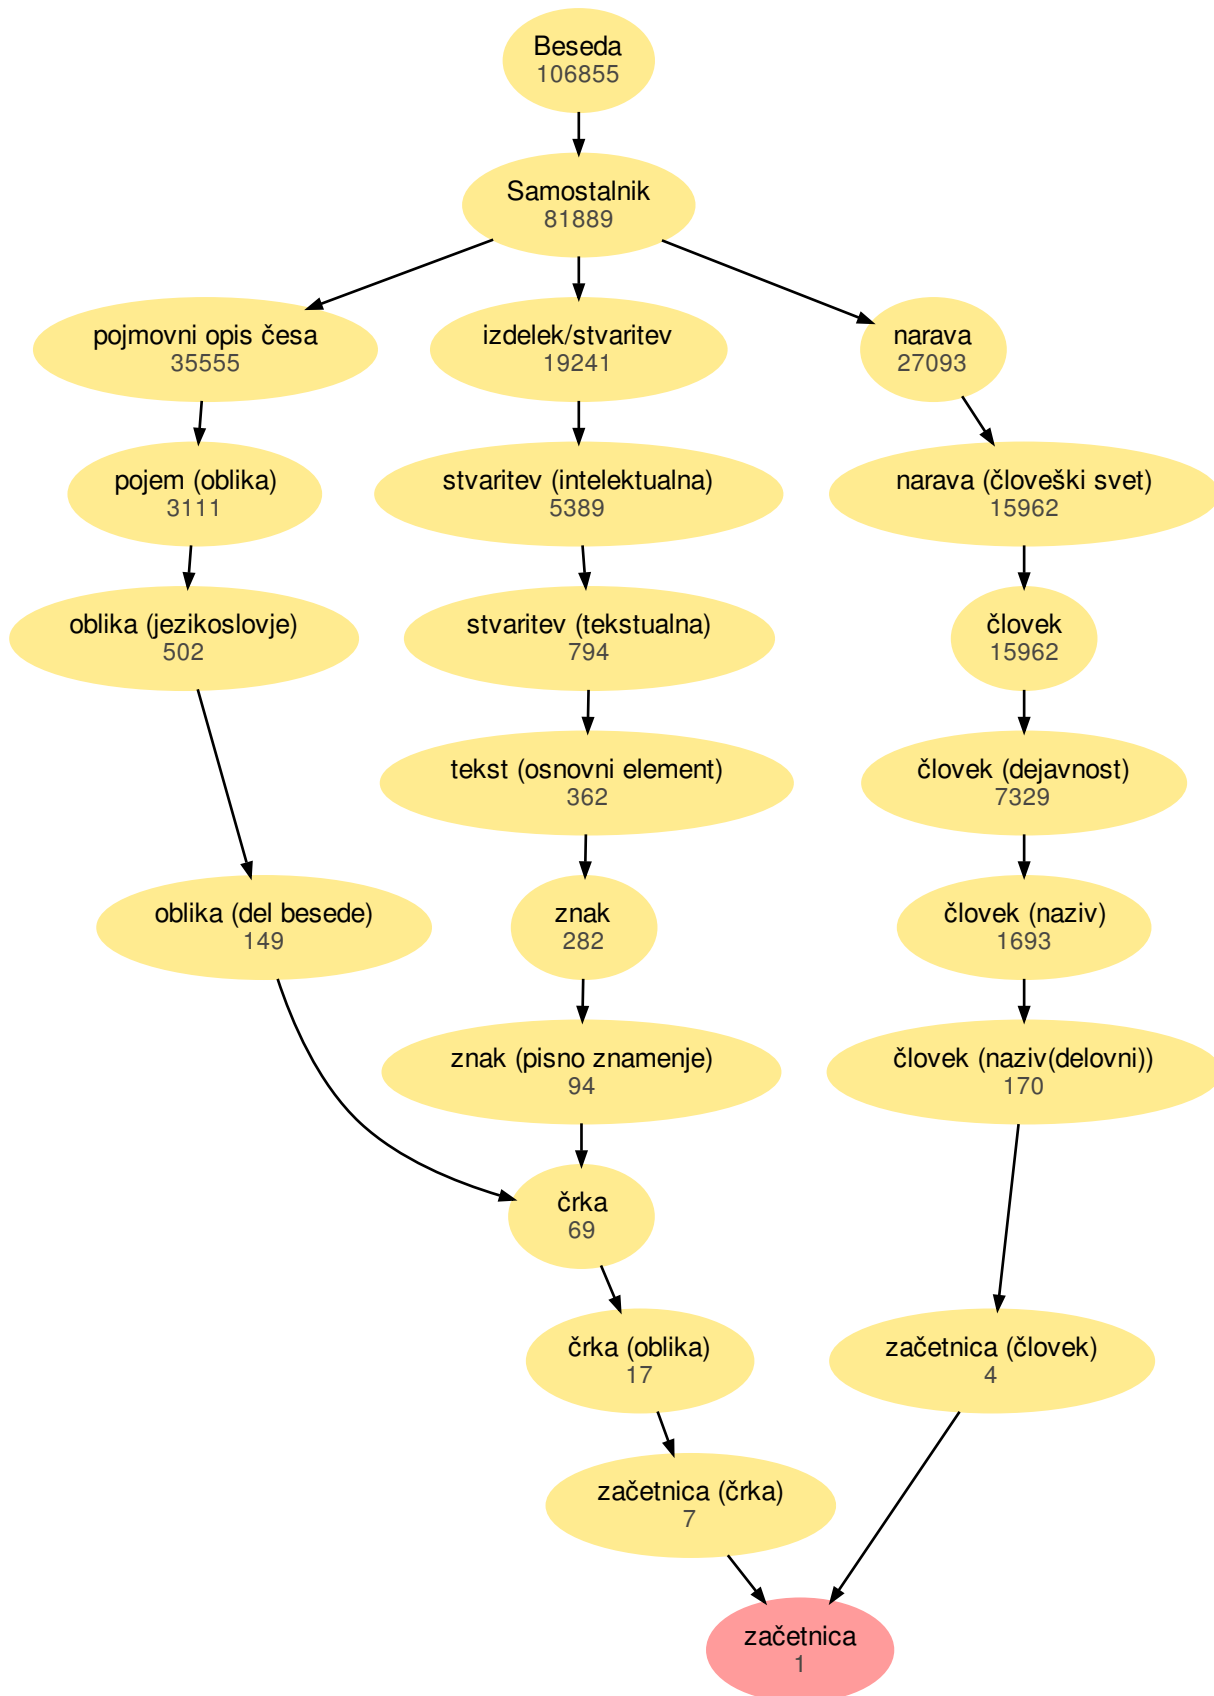 Beseda
106855
Samostalnik
81889
pojmovni opis česa
35555
izdelek/stvaritev
19241
narava
27093
pojem (oblika)
3111
stvaritev (intelektualna)
5389
narava (človeški svet)
15962
oblika (jezikoslovje)
502
stvaritev (tekstualna)
794
človek
15962
tekst (osnovni element)
362
človek (dejavnost)
7329
oblika (del besede)
149
znak
282
človek (naziv)
1693
znak (pisno znamenje)
94
človek (naziv(delovni))
170
črka
69
črka (oblika)
17
začetnica (človek)
4
začetnica (črka)
7
začetnica
1